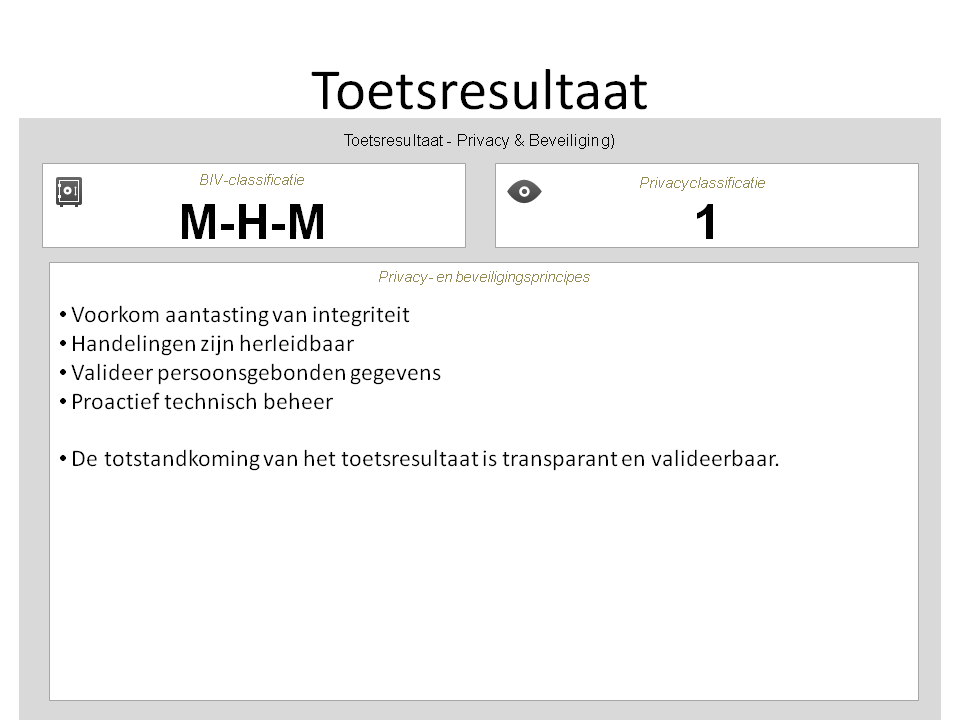 Toetsresultaat
Toetsresultaat - Privacy & Beveiliging)
BIV-classificatie
M-H-M
Privacyclassificatie
1
Privacy- en beveiligingsprincipes
• Voorkom aantasting van integriteit
• Handelingen zijn herleidbaar
• Valideer persoonsgebonden gegevens
• Proactief technisch beheer
• De totstandkoming van het toetsresultaat is transparant en valideerbaar.